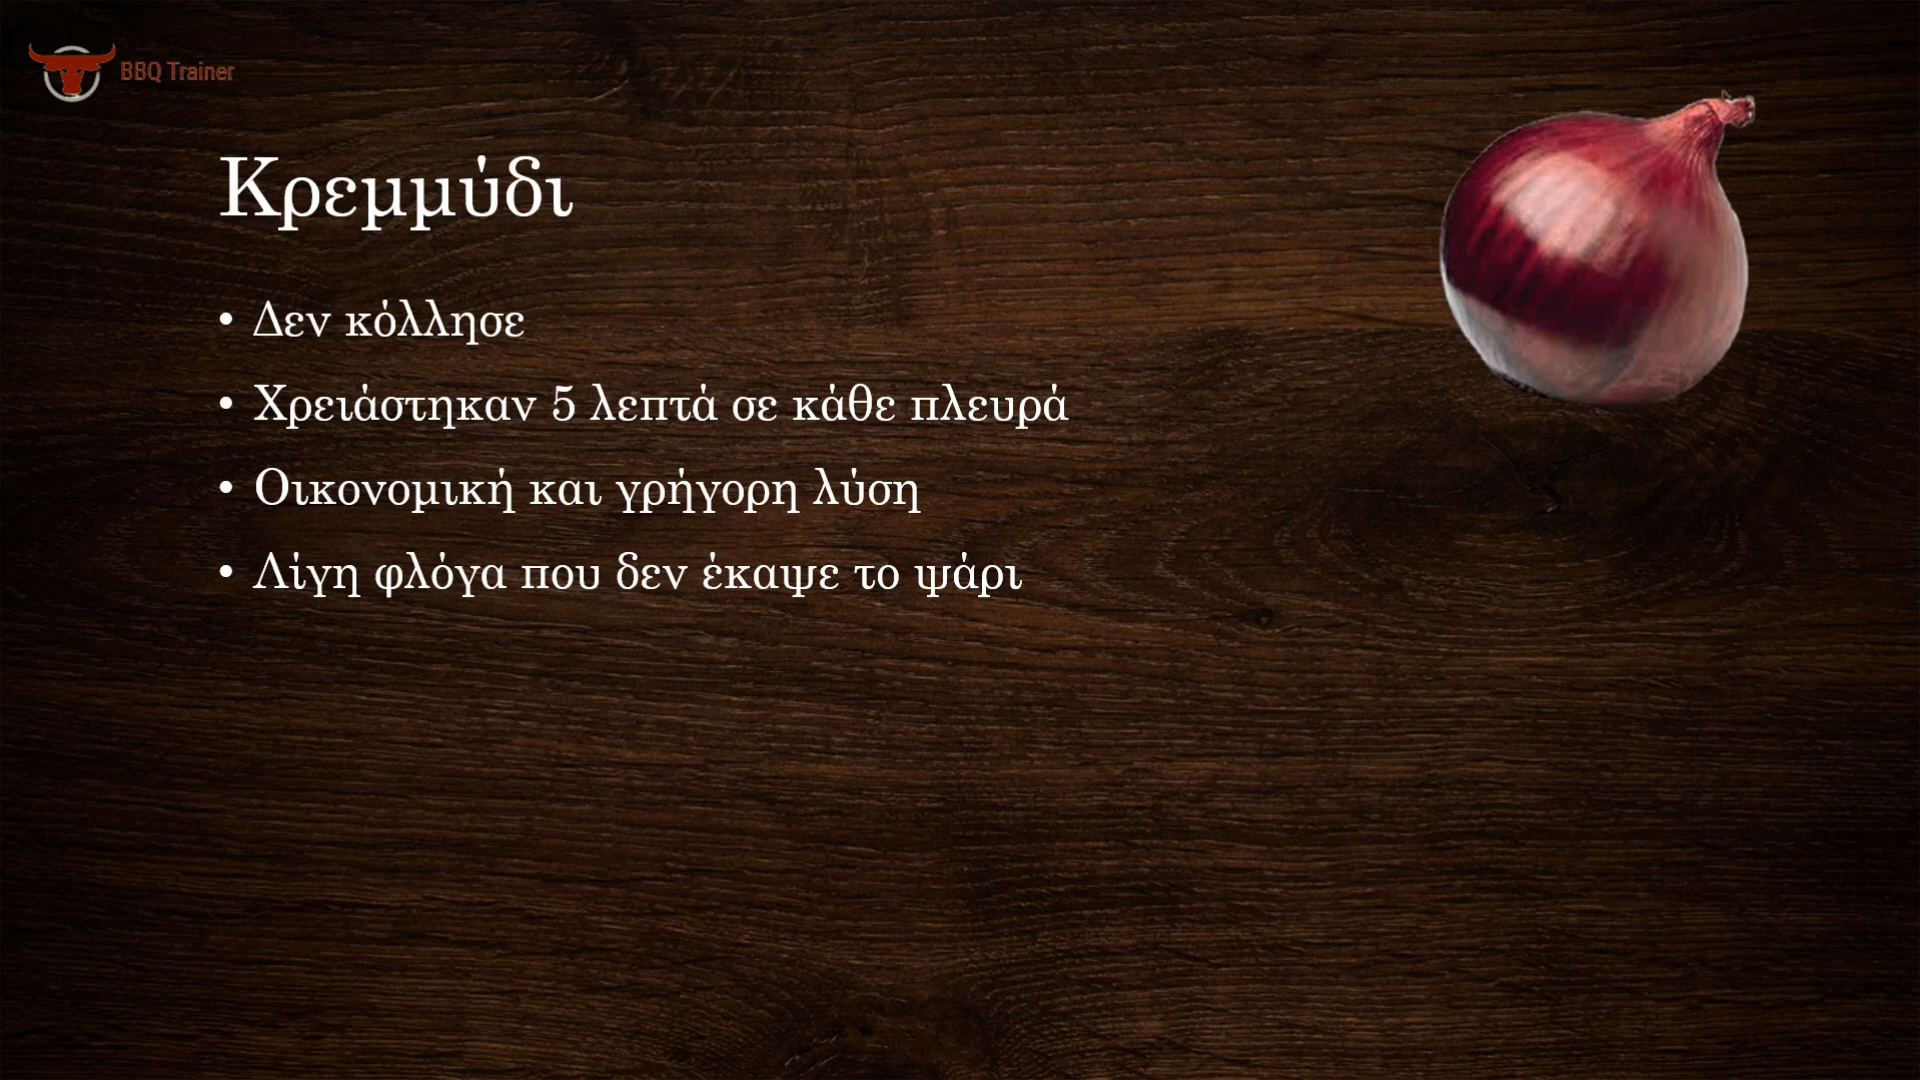 BBQ Trainer
Κρεμμύδι
• Δεν κόλλησε
• Χρειάστηκαν 5 λεπτά σε κάθε πλευρά
• Οικονομική και γρήγορη λύση
• Λίγη φλόγα που δεν έκαψε το ψάρι